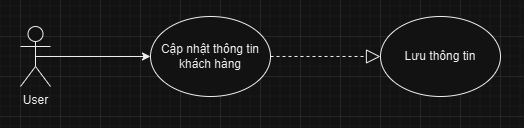 Cập nhật thông tin
khách hàng
Lưu thông tin
User